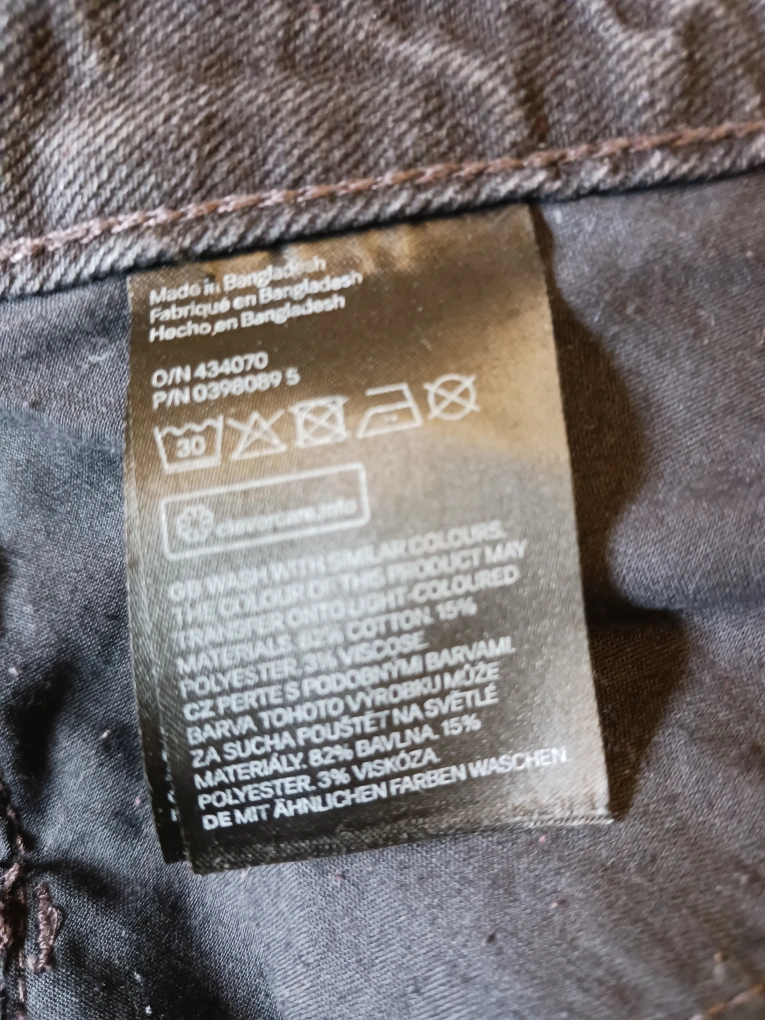 Made in Bangladesh
Fabriqué en Bangladesh
Hecho en Bangladesh
O/N 434070
P/N 0398089 5
30
clevercare.info
GB WASH WITH SIMILAR COLOURS.
THE COLOUR OF THIS PRODUCT MAY
TRANSFER ONTO LIGHT-COLOURED
MATERIALS. 82% COTTON. 15%
POLYESTER. 3% VISCOSE.
CZ PERTE S PODOBNÝMI BARVAMI.
BARVA TOHOTO VÝROBKU MŮŽE
ZA SUCHA POUŠTĚT NA SVĚTLÉ
MATERIÁLY. 82% BAVLNA. 15%
POLYESTER. 3% VISKÓZA.
DE MIT ÄHNLICHEN FARBEN WASCHEN.